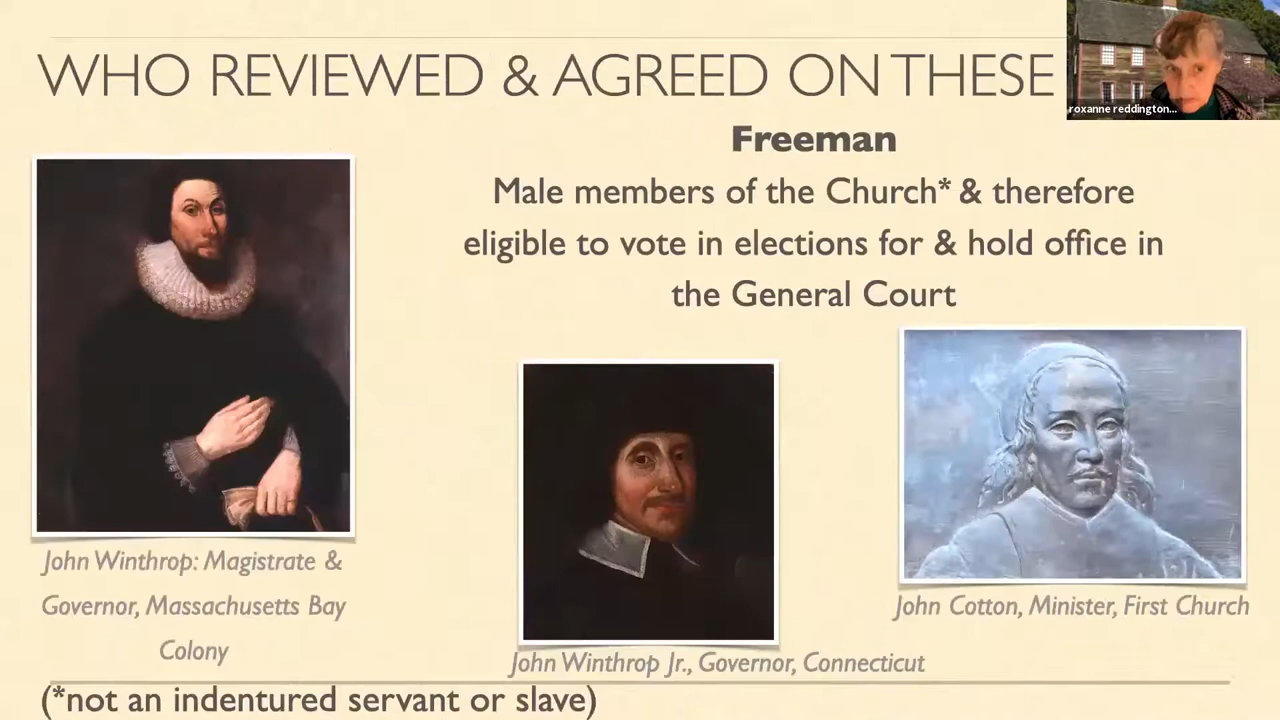 WHO REVIEWED & AGREED ON THESE
roxanne reddington...
Freeman
Male members of the Church* & therefore
eligible to vote in elections for & hold office in
the General Court
John Winthrop: Magistrate &
Governor, Massachusetts Bay
Colony
John Winthrop Jr., Governor, Connecticut
John Cotton, Minister, First Church
(*not an indentured servant or slave)